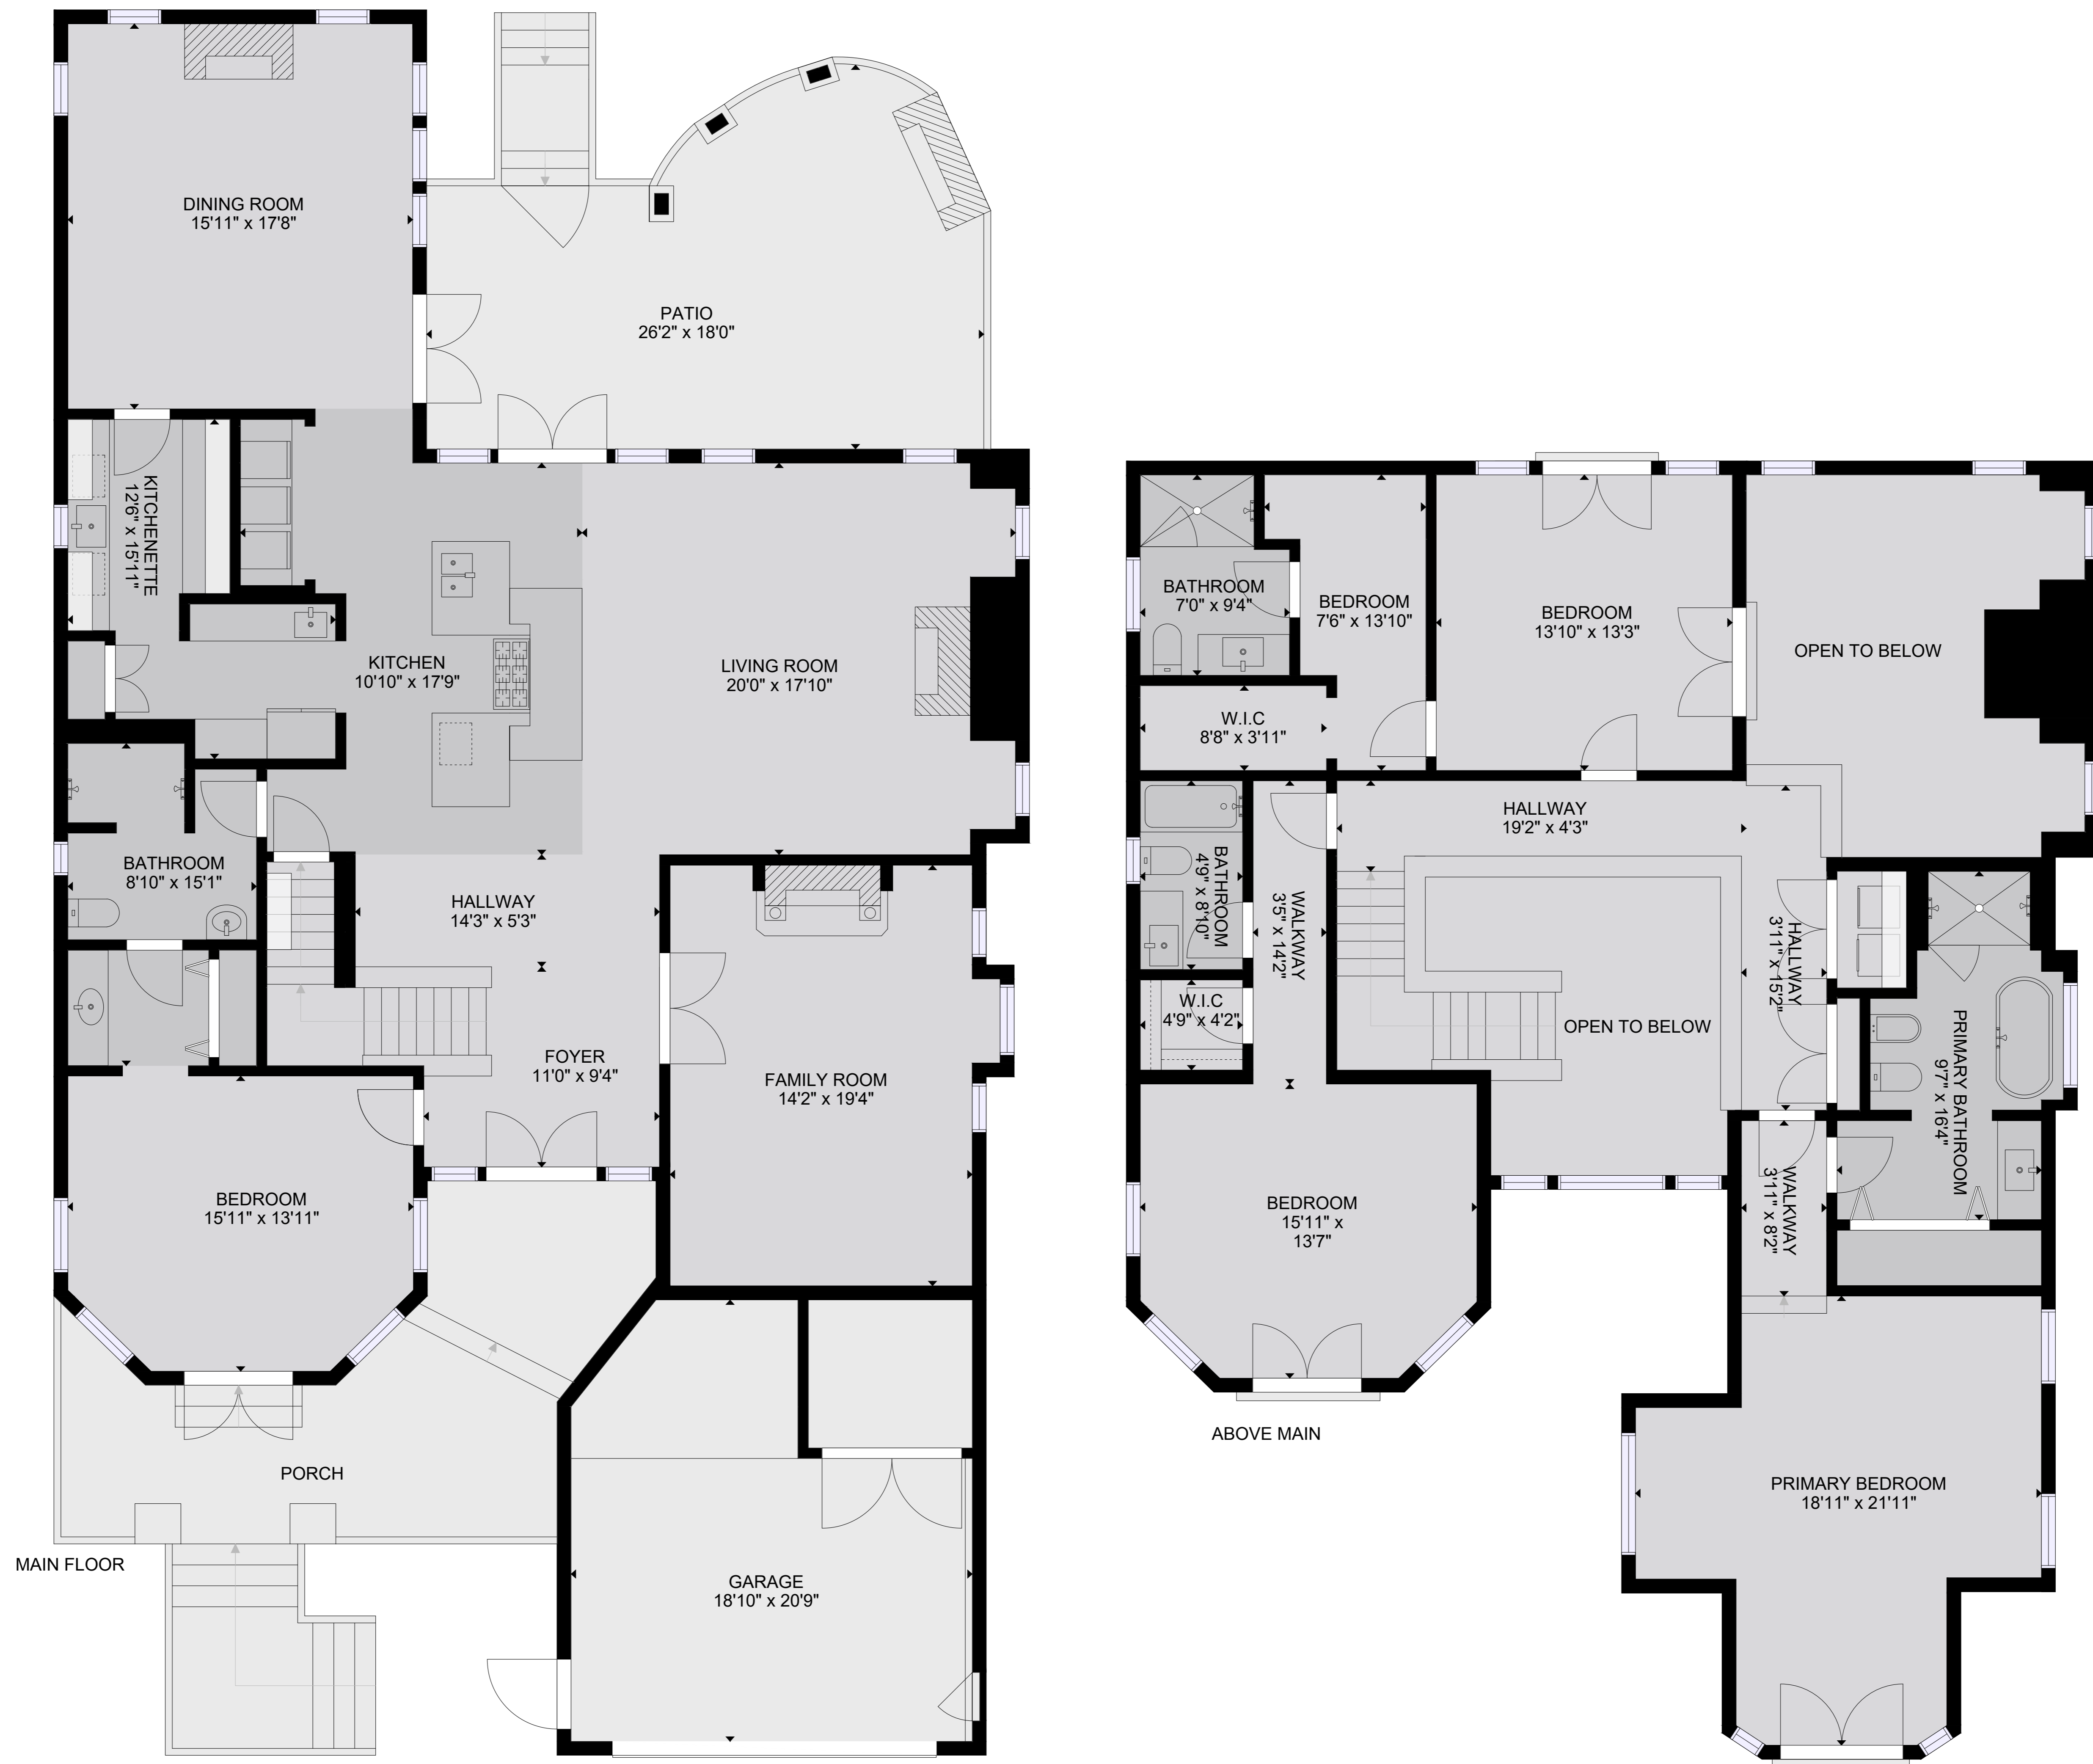 DINING ROOM
15'11" x 17'8"
PATIO
26'2" x 18'0"
KITCHENETTE
12'6" x 15'11"
KITCHEN
10'10" x 17'9"
LIVING ROOM
20'0" x 17'10"
BATHROOM
8'10" x 15'1"
HALLWAY
14'3" x 5'3"
FOYER
11'0" x 9'4"
FAMILY ROOM
14'2" x 19'4"
BEDROOM
15'11" x 13'11"
PORCH
MAIN FLOOR
GARAGE
18'10" x 20'9"
BATHROOM
7'0" x 9'4"
BEDROOM
7'6" x 13'10"
BEDROOM
13'10" x 13'3"
OPEN TO BELOW
W.I.C
8'8" x 3'11"
HALLWAY
19'2" x 4'3"
BATHROOM
4'9" x 8'10"
WALKWAY
3'5" x 14'2"
HALLWAY
3'11" x 15'2"
W.I.C
4'9" x 4'2"
OPEN TO BELOW
PRIMARY BATHROOM
9'7" x 16'4"
WALKWAY
3'11" x 8'2"
BEDROOM
15'11" x
13'7"
ABOVE MAIN
PRIMARY BEDROOM
18'11" x 21'11"